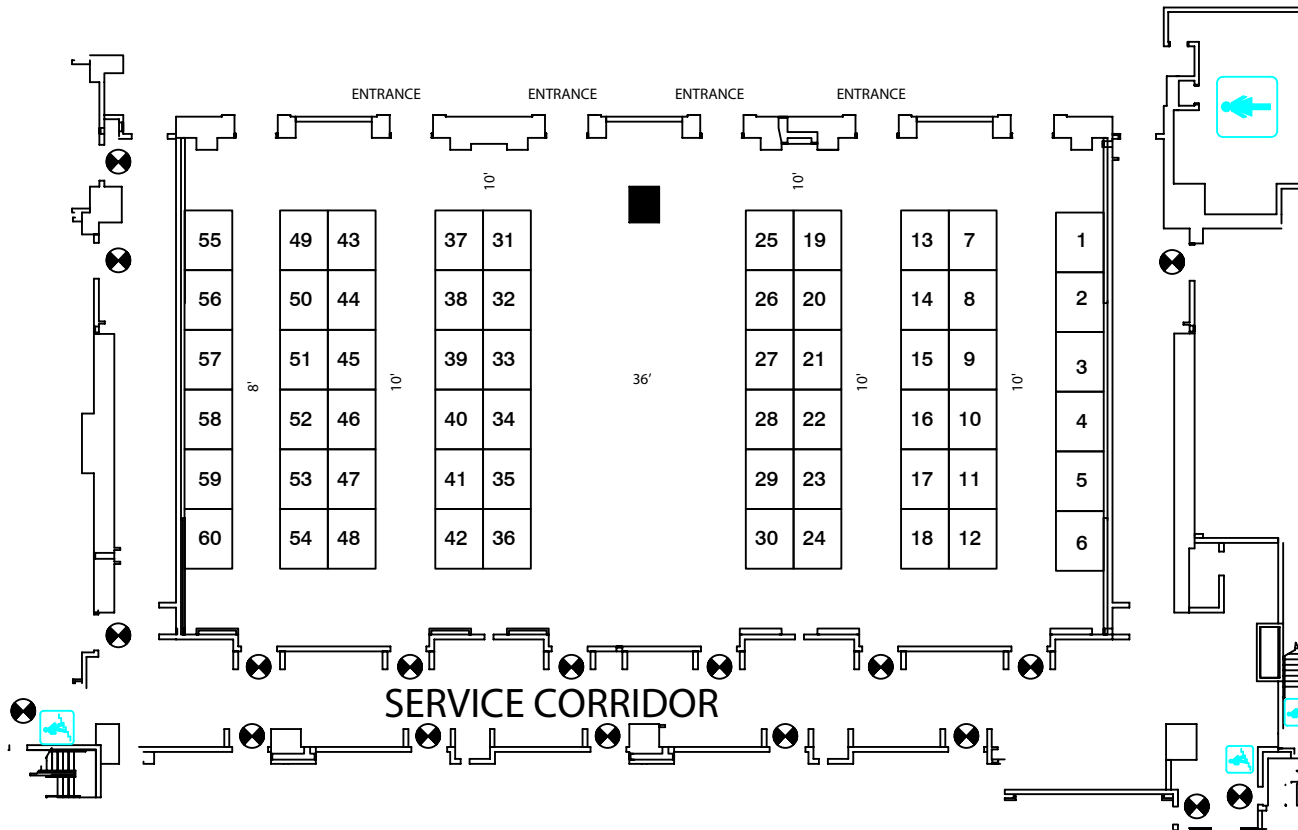 ENTRANCE ENTRANCE ENTRANCE ENTRANCE
10' 10'
55 49 43 37 31 25 19 13 7 1
56 50 44 38 32 26 20 14 8 2
57 51 45 39 33 27 21 15 9 3
8' 10' 36' 10' 10'
58 52 46 40 34 28 22 16 10 4
59 53 47 41 35 29 23 17 11 5
60 54 48 42 36 30 24 18 12 6
SERVICE CORRIDOR